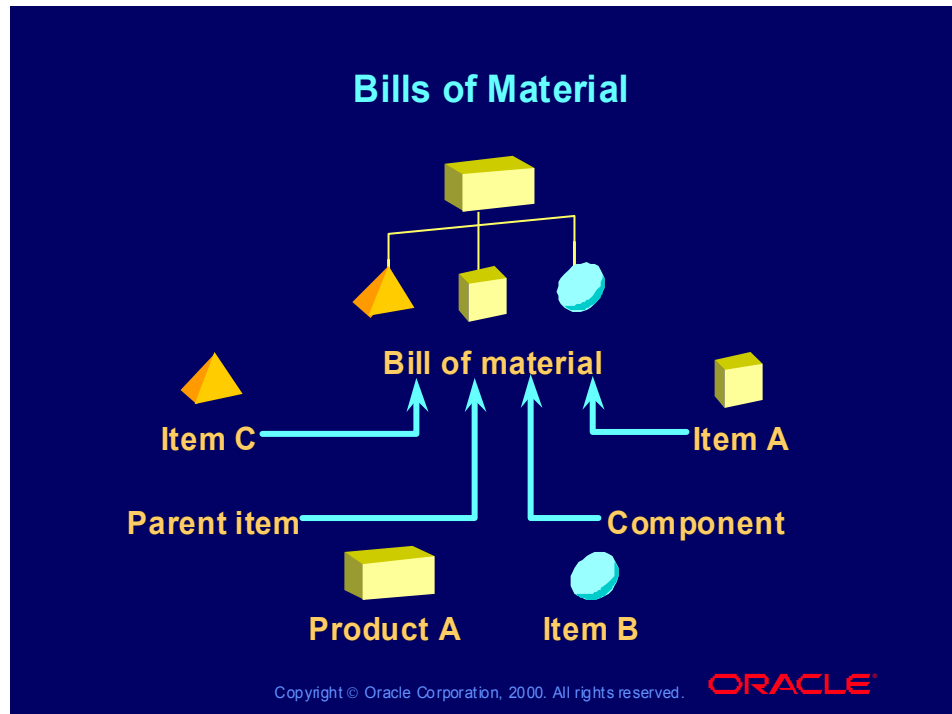 Bills of Material
Bill of material
Item C
Item A
Parent item
Component
Product A
Item B
Copyright © Oracle Corporation, 2000. All rights reserved.
ORACLE®